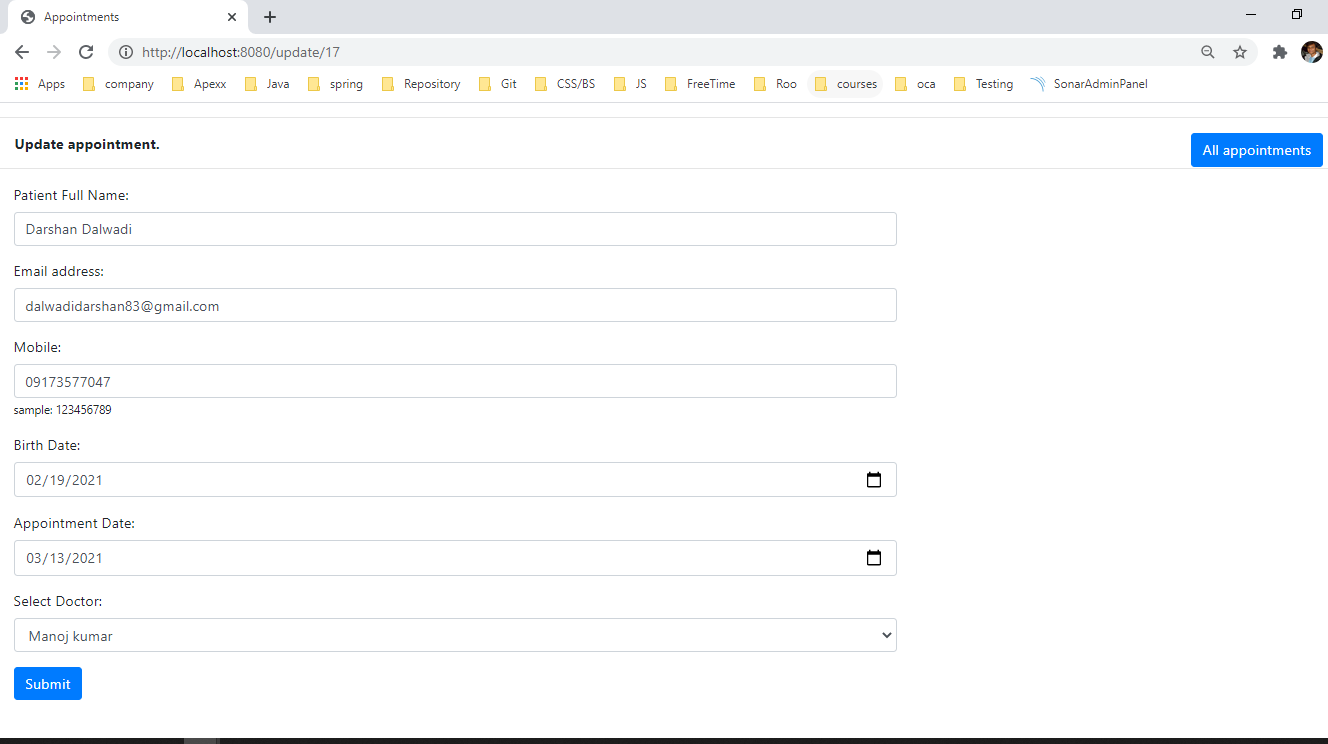 Appointments
http://localhost:8080/update/17
Apps company Apexx Java spring Repository Git CSS/BS JS FreeTime Roo courses oca Testing SonarAdminPanel
Update appointment.
All appointments
Patient Full Name:
Darshan Dalwadi
Email address:
dalwadidarshan83@gmail.com
Mobile:
09173577047
sample: 123456789
Birth Date:
02/19/2021
Appointment Date:
03/13/2021
Select Doctor:
Manoj kumar
Submit